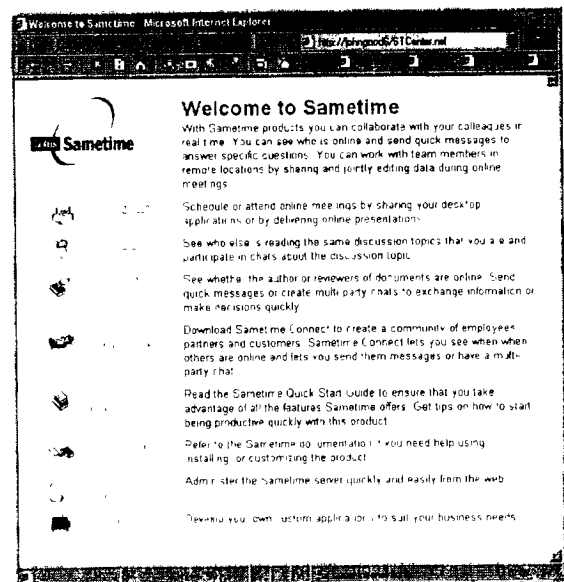 Welcome to Sametime Microsoft Internet Explorer
Welcome to Sametime
Sametime
With Sametime products you can collaborate with your colleagues in
real time. You can see who is online and send quick messages to
answer specific questions. You can work with team members in
remote locations by sharing and jointly editing data during online
meetings
Schedule or attend online meetings by sharing your desktop
applications or by delivering online presentations
See who else is reading the same discussion topics that you are and
participate in chats about the discussion topic
See whether the author or reviewers of documents are online. Send
quick messages or create multi party chats to exchange information or
make decisions quickly
Download Sametime Connect to create a community of employees
partners and customers. Sametime Connect lets you see when when
others are online and lets you send them messages or have a multi-
party chat
Read the Sametime Quick Start Guide to ensure that you take
advantage of all the features Sametime offers. Get tips on how to start
being productive quickly with this product
Refer to the Sametime documentation if you need help using
installing or customizing the product
Administer the Sametime server quickly and easily from the web
Develop your own custom applications to suit your business needs